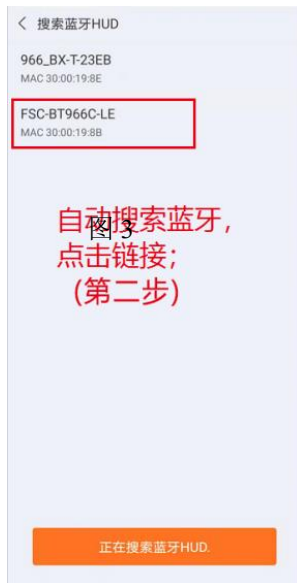 < 搜索蓝牙HUD
966_BX-T-23EB
MAC 30:00:19:8E
FSC-BT966C-LE
MAC 30:00:19:8B
自动搜索蓝牙，
图 3
点击链接；
（第二步）
正在搜索蓝牙HUD.